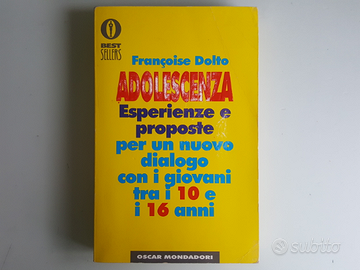 BEST
SELLERS
Françoise Dolto
ADOLESCENZA
Esperienze e
proposte
per un nuovo
dialogo
con i giovani
tra i 10 e
i 16 anni
OSCAR MONDADORI
subito